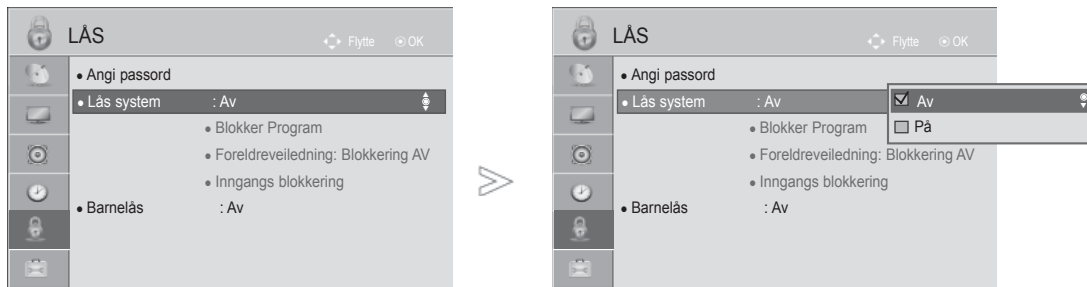 LÅS
Flytte OK
• Angi passord
• Lås system : Av
• Blokker Program
• Foreldreveiledning: Blokkering AV
• Inngangs blokkering
• Barnelås : Av
LÅS
Flytte OK
• Angi passord
• Lås system : Av
Av
På
• Blokker Program
• Foreldreveiledning: Blokkering AV
• Inngangs blokkering
• Barnelås : Av